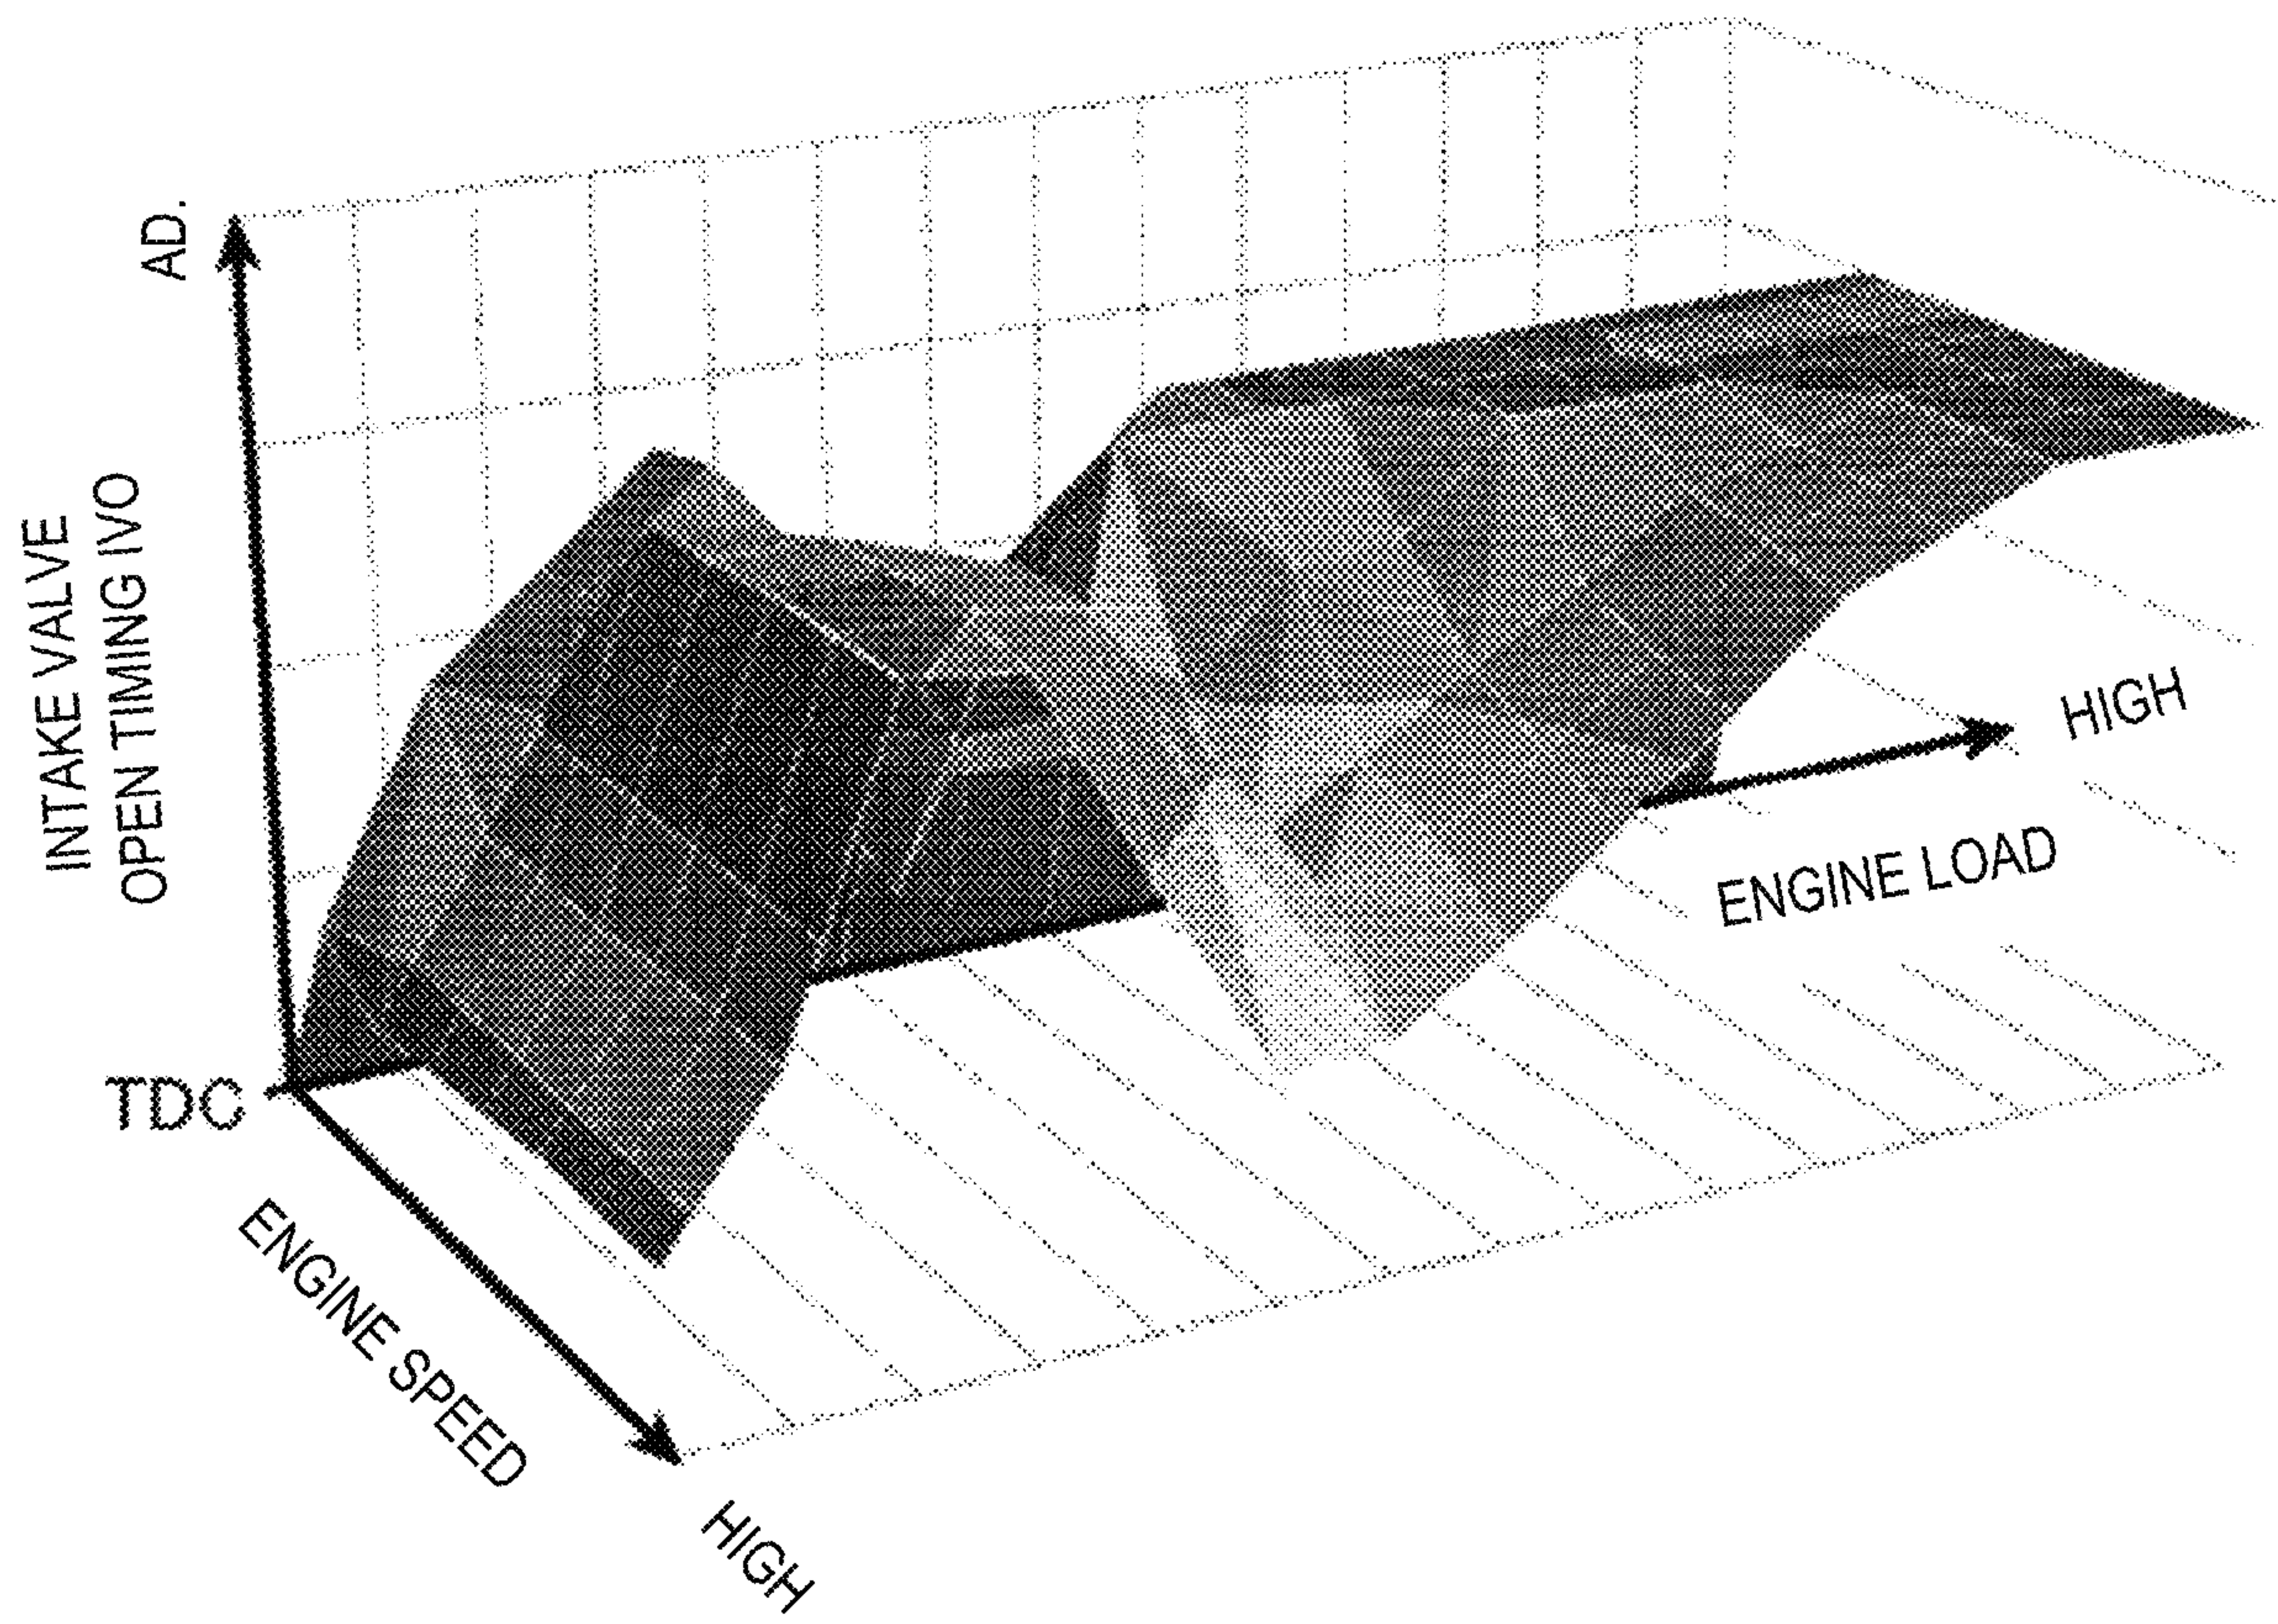 AD.
INTAKE VALVE
OPEN TIMING IVO
TDC
ENGINE SPEED
HIGH
ENGINE LOAD
HIGH